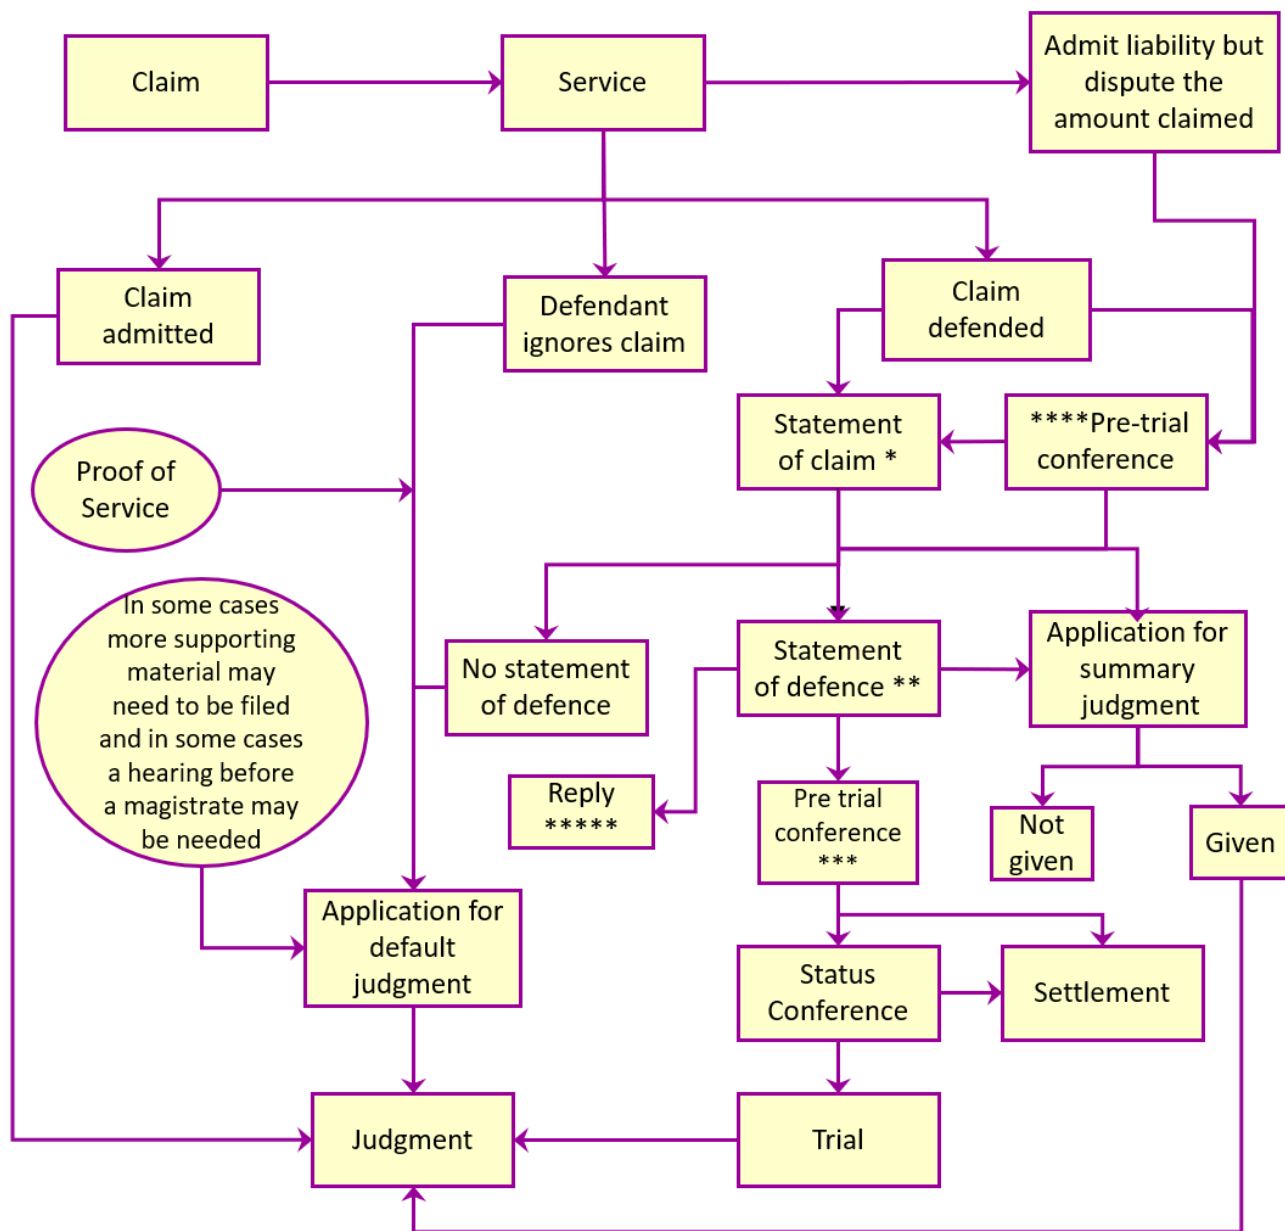 Claim
Service
Admit liability but
dispute the
amount claimed
Claim
admitted
Defendant
ignores claim
Claim
defended
Statement
of claim *
****Pre-trial
conference
Proof of
Service
In some cases
more supporting
material may
need to be filed
and in some cases
a hearing before
a magistrate may
be needed
No statement
of defence
Statement
of defence **
Application for
summary
judgment
Reply
*****
Pre trial
conference
***
Not
given
Given
Application for
default
judgment
Status
Conference
Settlement
Judgment
Trial